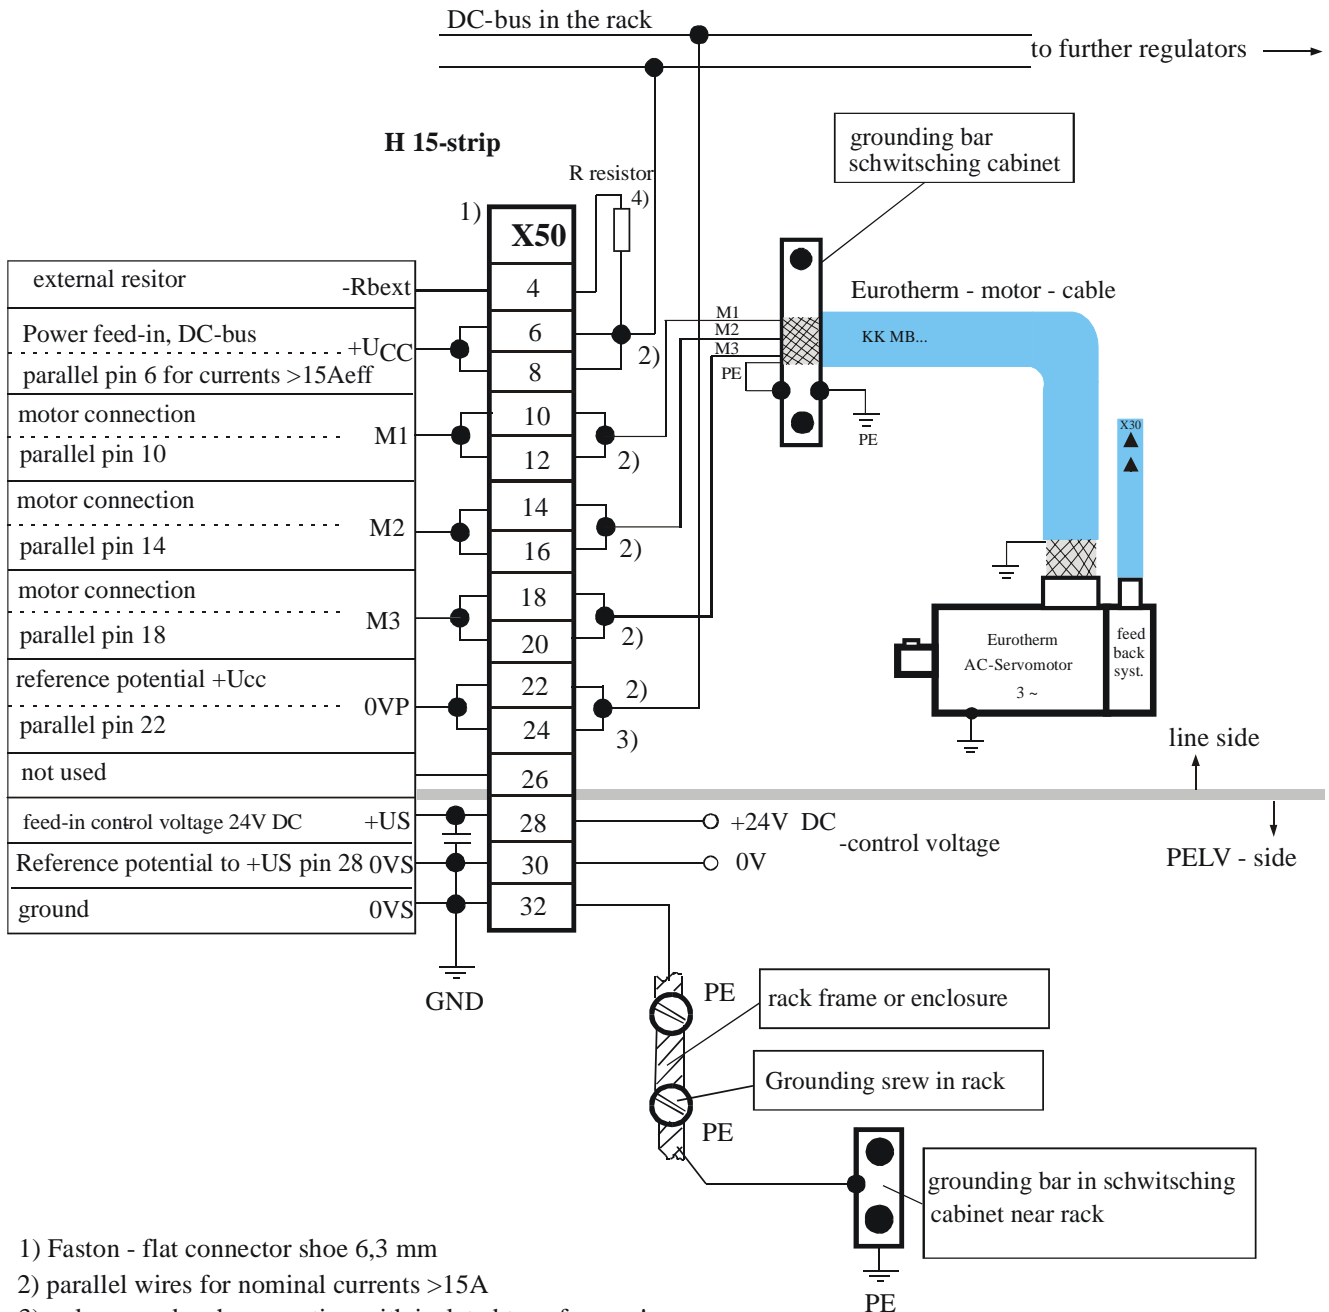 DC-bus in the rack
to further regulators
H 15-strip
grounding bar
schwitsching cabinet
R resistor
4)
1)
X50
external resitor
-Rbext
4
Power feed-in, DC-bus
+UCC
parallel pin 6 for currents >15Aeff
6
8
2)
M1
M2
M3
PE
Eurotherm - motor - cable
KK MB...
PE
X30
motor connection
M1
parallel pin 10
10
12
2)
motor connection
M2
parallel pin 14
14
16
2)
motor connection
M3
parallel pin 18
18
20
2)
Eurotherm
AC-Servomotor
3 ~
feed
back
syst.
reference potential +Ucc
0VP
parallel pin 22
22
24
2)
3)
not used
26
line side
feed-in control voltage 24V DC
+US
28
+24V DC
-control voltage
PELV - side
Reference potential to +US pin 28 0VS
30
0V
ground
0VS
32
GND
PE
rack frame or enclosure
Grounding srew in rack
PE
grounding bar in schwitsching
cabinet near rack
PE
1) Faston - flat connector shoe 6,3 mm
2) parallel wires for nominal currents >15A